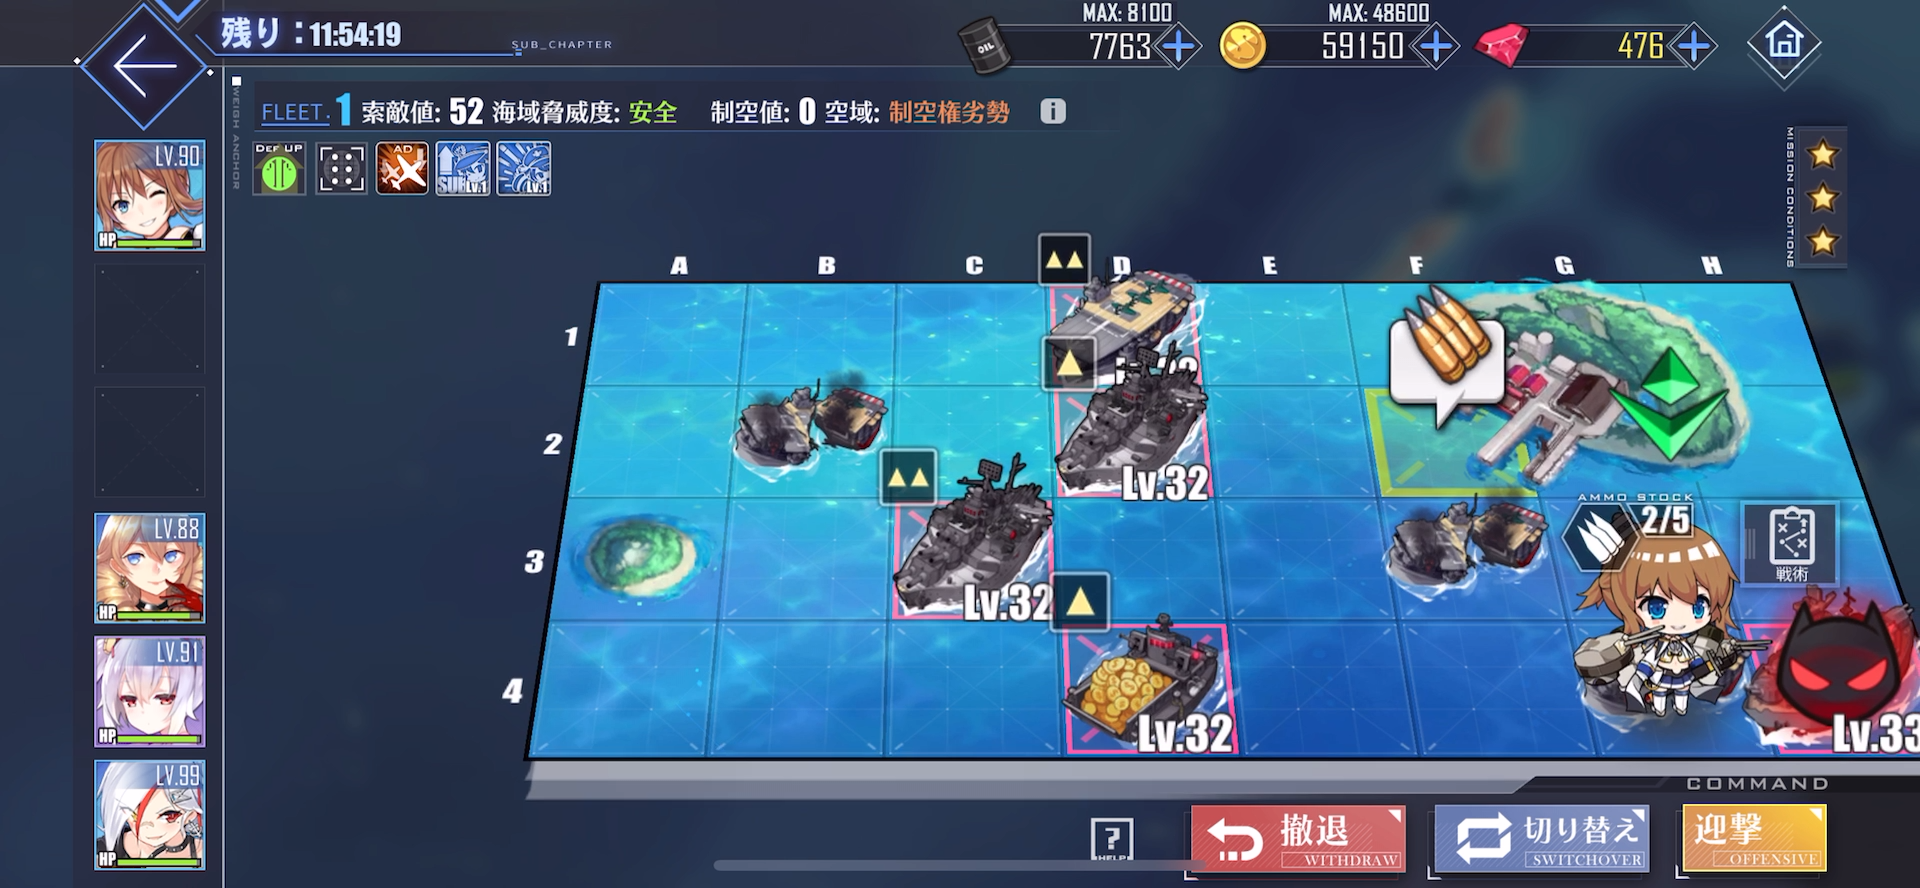 残り：11:54:19
SUB_CHAPTER
MAX: 8100
7763
OIL
MAX: 48600
59150
476
WEIGH ANCHOR
FLEET. 1 索敵値: 52 海域脅威度: 安全 制空値: 0 空域: 制空権劣勢
DEF UP
AD
SUB LV.1
LV.1
MISSION CONDITIONS
LV.90
HP
LV.88
HP
LV.91
HP
LV.99
HP
A B C D E F G H
1
2
Lv.32
AMMO STOCK
2/5
戦術
3
Lv.32
4
Lv.32
Lv.33
COMMAND
?
HELP
撤退
WITHDRAW
切り替え
SWITCHOVER
迎撃
OFFENSIVE